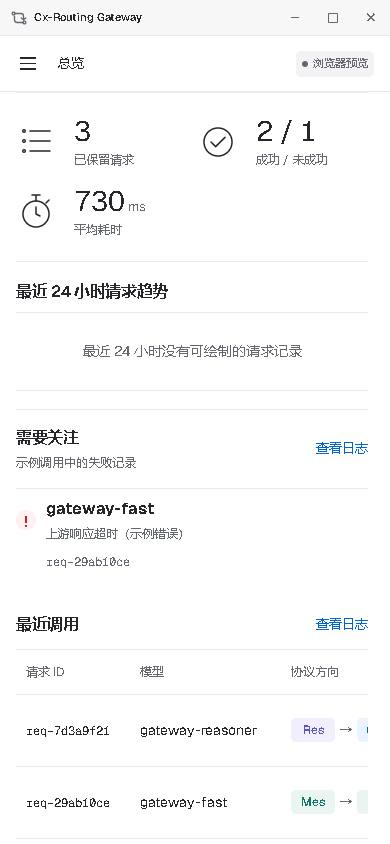 Cx-Routing Gateway
总览
浏览器预览
3
已保留请求
2 / 1
成功 / 未成功
730 ms
平均耗时
最近 24 小时请求趋势
最近 24 小时没有可绘制的请求记录
需要关注
查看日志
示例调用中的失败记录
gateway-fast
上游响应超时（示例错误）
req-29ab10ce
最近调用
查看日志
请求 ID 模型 协议方向
req-7d3a9f21 gateway-reasoner Res →
req-29ab10ce gateway-fast Mes →